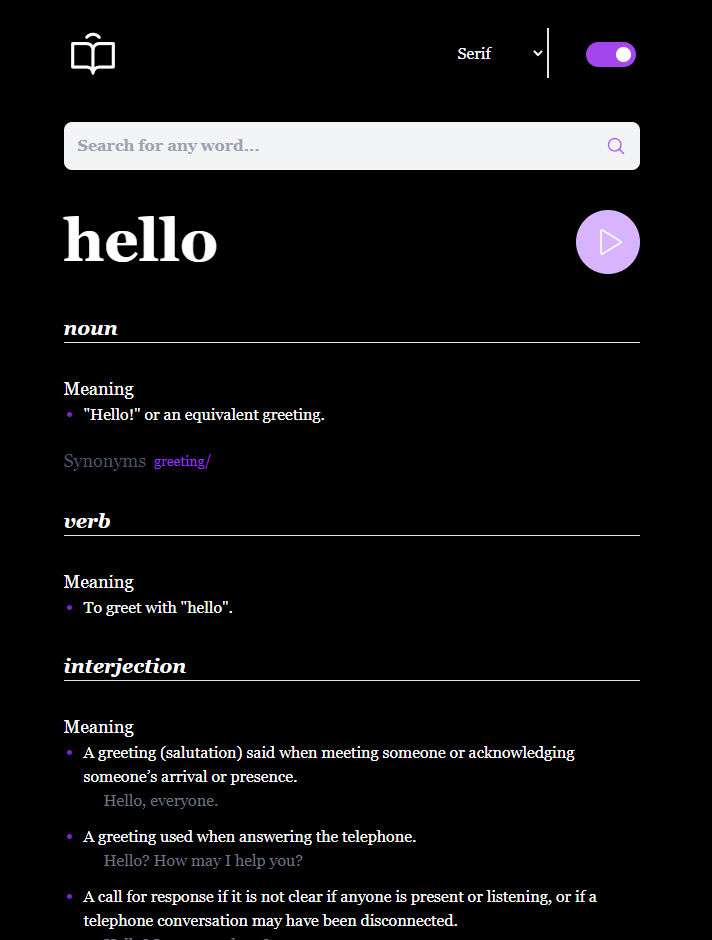 Serif
Search for any word...
hello
noun
Meaning
"Hello!" or an equivalent greeting.
Synonyms greeting/
verb
Meaning
To greet with "hello".
interjection
Meaning
A greeting (salutation) said when meeting someone or acknowledging
someone’s arrival or presence.
Hello, everyone.
A greeting used when answering the telephone.
Hello? How may I help you?
A call for response if it is not clear if anyone is present or listening, or if a
telephone conversation may have been disconnected.